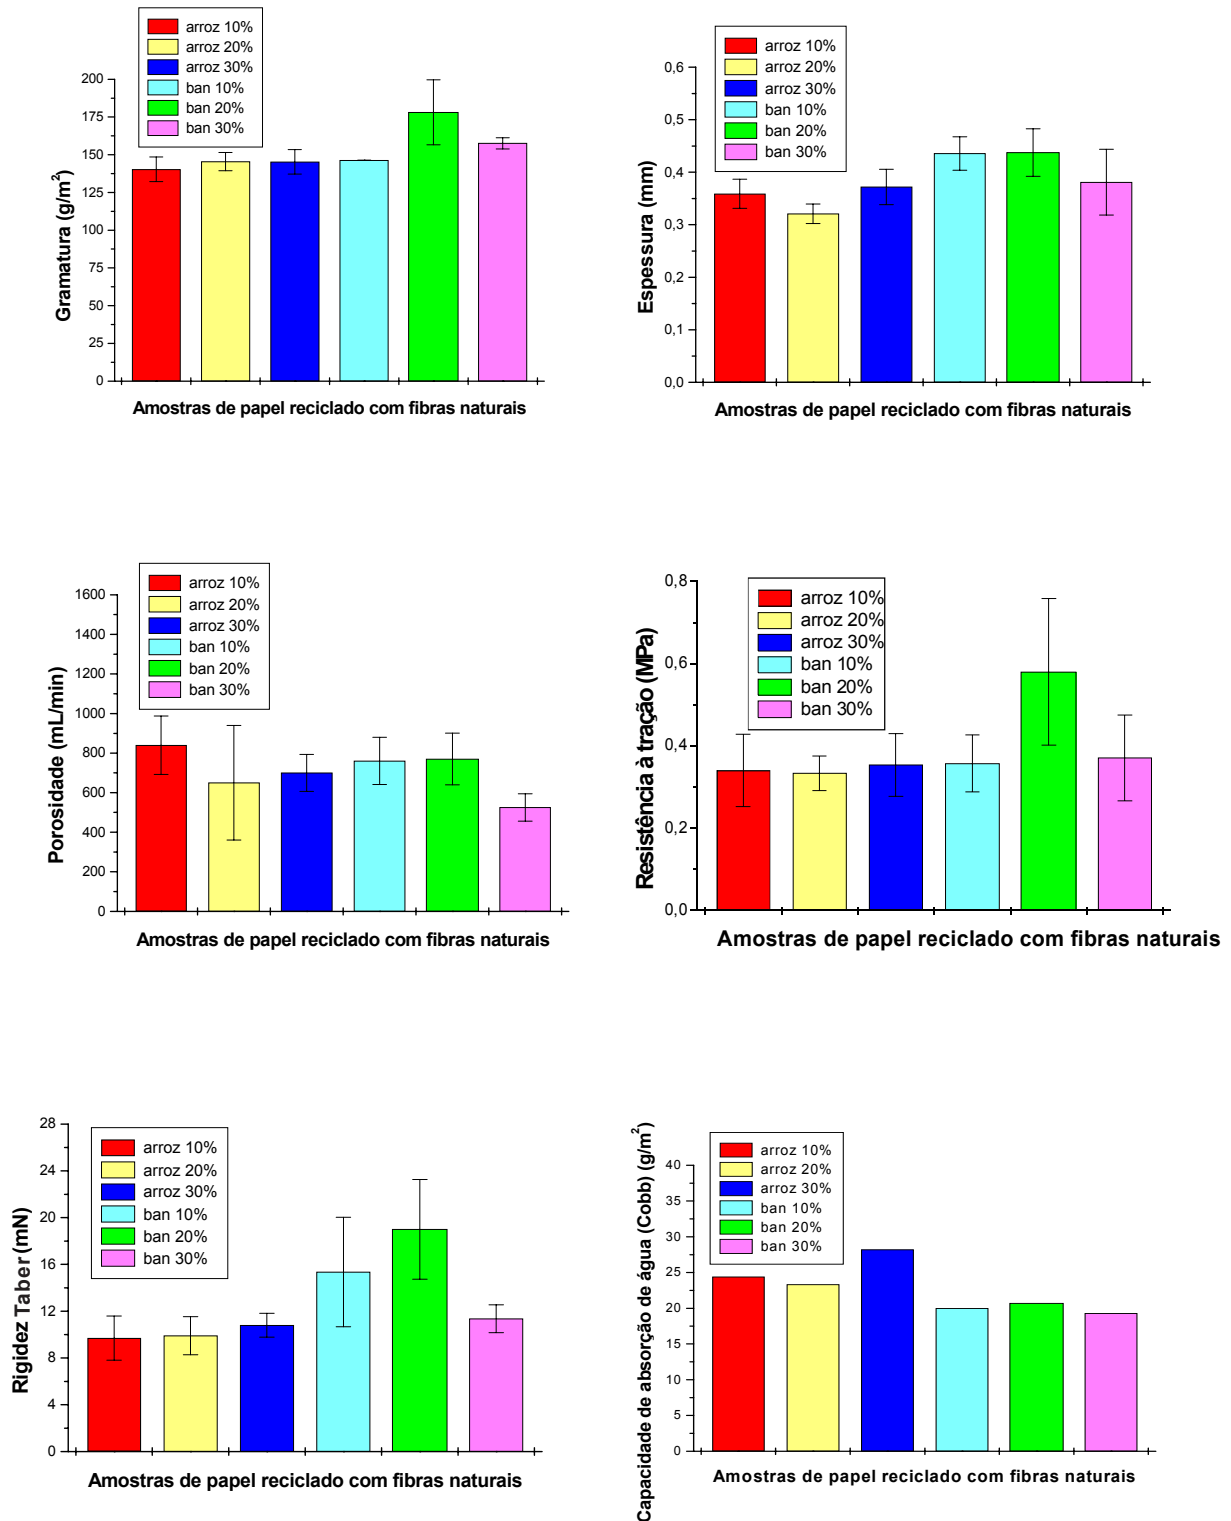 arroz 10%
arroz 20%
arroz 30%
ban 10%
ban 20%
ban 30%
200
175
150
125
100
75
50
25
0
Gramatura (g/m²)
Amostras de papel reciclado com fibras naturais
arroz 10%
arroz 20%
arroz 30%
ban 10%
ban 20%
ban 30%
0,6
0,5
0,4
0,3
0,2
0,1
0,0
Espessura (mm)
Amostras de papel reciclado com fibras naturais
arroz 10%
arroz 20%
arroz 30%
ban 10%
ban 20%
ban 30%
1600
1400
1200
1000
800
600
400
200
0
Porosidade (mL/min)
Amostras de papel reciclado com fibras naturais
arroz 10%
arroz 20%
arroz 30%
ban 10%
ban 20%
ban 30%
0,8
0,6
0,4
0,2
0,0
Resistência à tração (MPa)
Amostras de papel reciclado com fibras naturais
arroz 10%
arroz 20%
arroz 30%
ban 10%
ban 20%
ban 30%
28
24
20
16
12
8
4
0
Rigidez Taber (mN)
Amostras de papel reciclado com fibras naturais
arroz 10%
arroz 20%
arroz 30%
ban 10%
ban 20%
ban 30%
40
35
30
25
20
15
10
5
0
Capacidade de absorção de água (Cobb) (g/m²)
Amostras de papel reciclado com fibras naturais